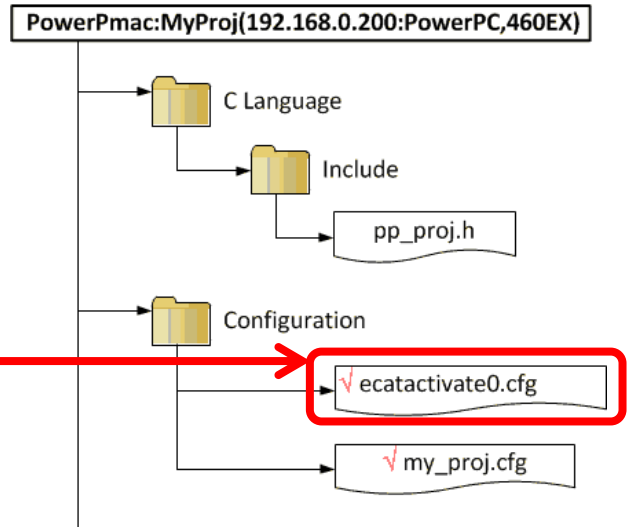 PowerPmac:MyProj(192.168.0.200:PowerPC,460EX)
C Language
Include
pp_proj.h
Configuration
√ ecatactivate0.cfg
√ my_proj.cfg